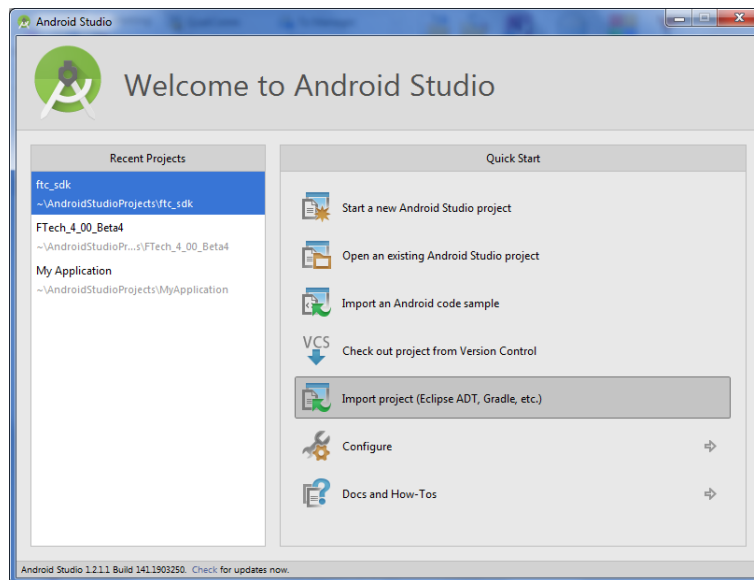 Android Studio
Welcome to Android Studio
Recent Projects
ftc_sdk
~\AndroidStudioProjects\ftc_sdk
FTech_4_00_Beta4
~\AndroidStudioPr...s\FTech_4_00_Beta4
My Application
~\AndroidStudioProjects\MyApplication
Quick Start
Start a new Android Studio project
Open an existing Android Studio project
Import an Android code sample
VCS
Check out project from Version Control
Import project (Eclipse ADT, Gradle, etc.)
Configure
Docs and How-Tos
Android Studio 1.2.1.1 Build 141.1903250. Check for updates now.